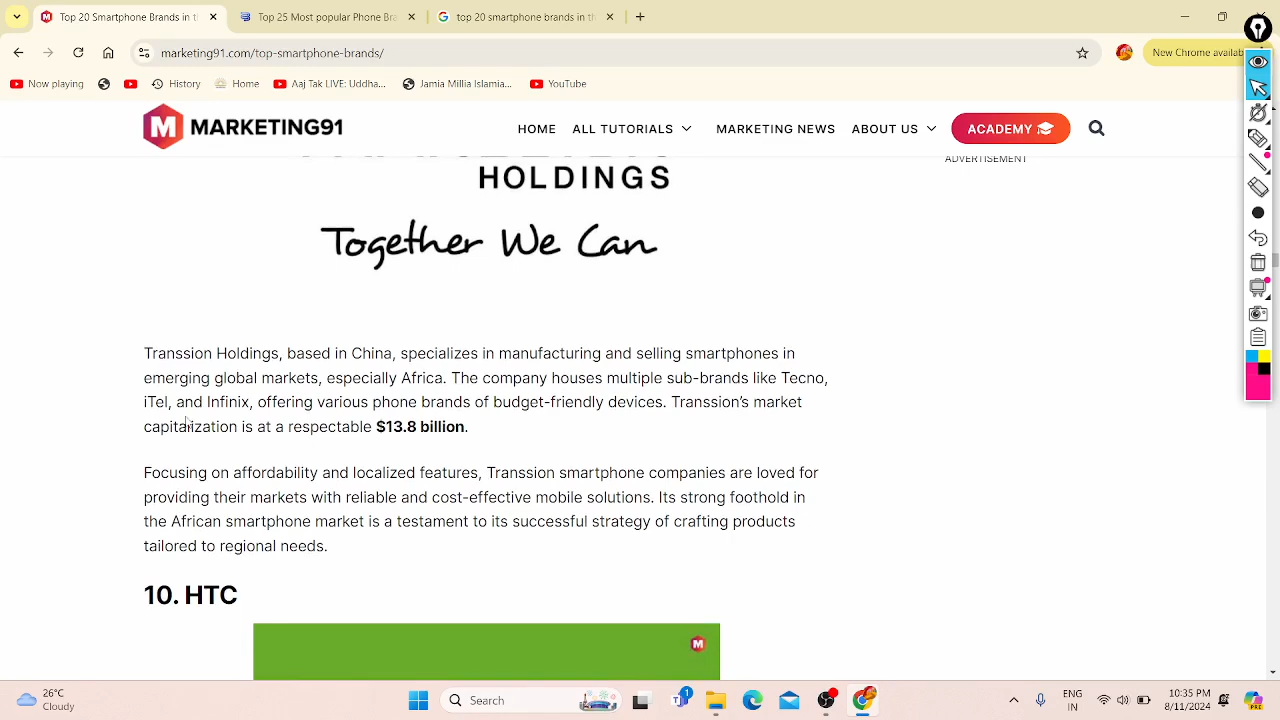 Top 20 Smartphone Brands in t
Top 25 Most popular Phone Bra
top 20 smartphone brands in th
marketing91.com/top-smartphone-brands/
New Chrome availab
Now playing
History
Home
Aaj Tak LIVE: Uddha...
Jamia Millia Islamia...
YouTube
MARKETING91
HOME
ALL TUTORIALS
MARKETING NEWS
ABOUT US
ACADEMY
ADVERTISEMENT
HOLDINGS
Together We Can
Transsion Holdings, based in China, specializes in manufacturing and selling smartphones in
emerging global markets, especially Africa. The company houses multiple sub-brands like Tecno,
iTel, and Infinix, offering various phone brands of budget-friendly devices. Transsion's market
capitalization is at a respectable $13.8 billion.
Focusing on affordability and localized features, Transsion smartphone companies are loved for
providing their markets with reliable and cost-effective mobile solutions. Its strong foothold in
the African smartphone market is a testament to its successful strategy of crafting products
tailored to regional needs.
10. HTC
M
26°C
Cloudy
Search
1
ENG
IN
10:35 PM
8/11/2024
PRE